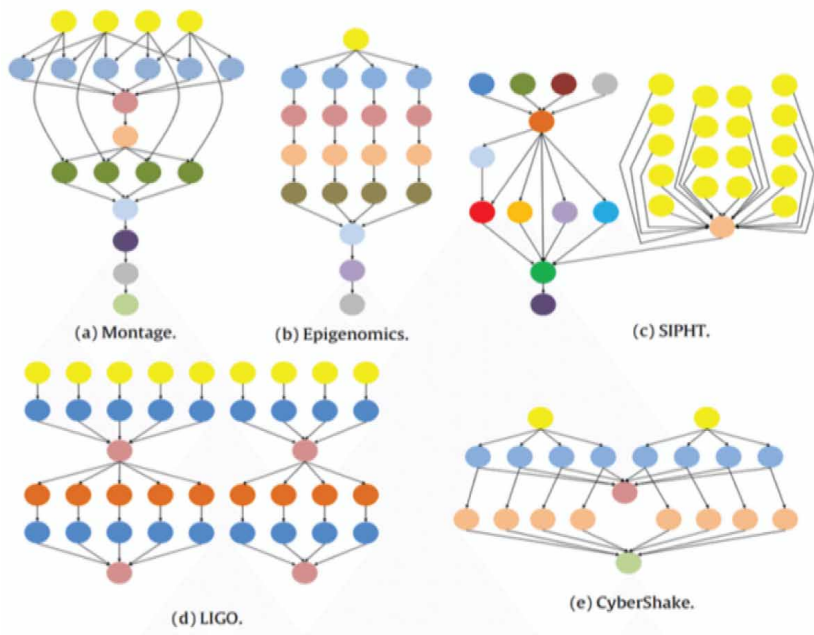 (a) Montage.
(b) Epigenomics.
(c) SIPHT.
(d) LIGO.
(e) CyberShake.